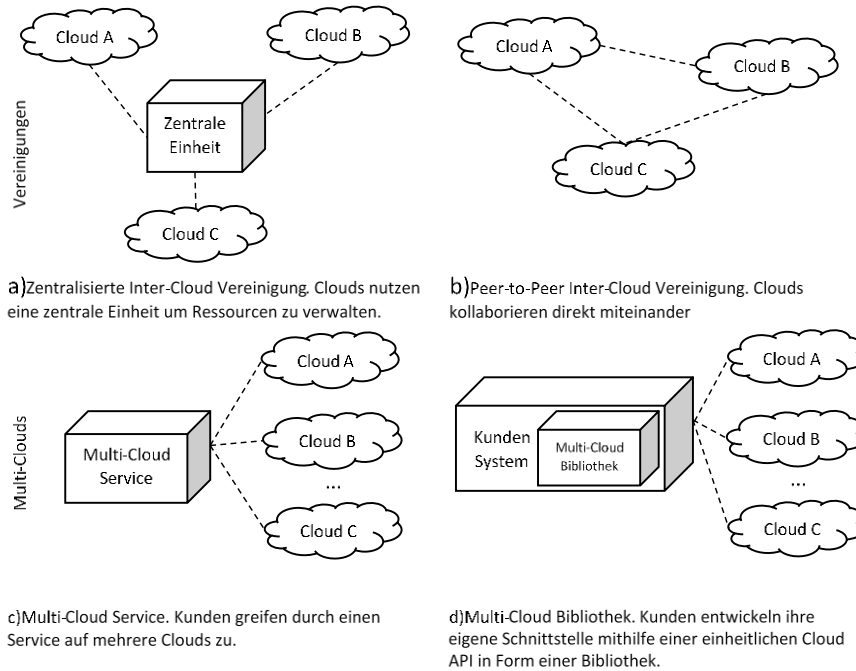 Vereinigungen
Cloud A
Cloud B
Zentrale
Einheit
Cloud C
a)Zentralisierte Inter-Cloud Vereinigung. Clouds nutzen
eine zentrale Einheit um Ressourcen zu verwalten.
Cloud A
Cloud B
Cloud C
b)Peer-to-Peer Inter-Cloud Vereinigung. Clouds
kollaborieren direkt miteinander
Multi-Clouds
Multi-Cloud
Service
Cloud A
Cloud B
...
Cloud C
c)Multi-Cloud Service. Kunden greifen durch einen
Service auf mehrere Clouds zu.
Kunden
System
Multi-Cloud
Bibliothek
Cloud A
Cloud B
...
Cloud C
d)Multi-Cloud Bibliothek. Kunden entwickeln ihre
eigene Schnittstelle mithilfe einer einheitlichen Cloud
API in Form einer Bibliothek.